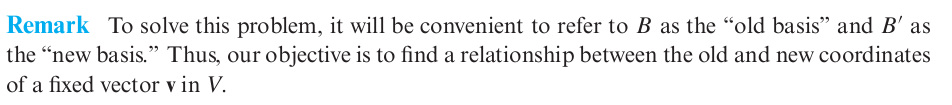 Remark To solve this problem, it will be convenient to refer to B as the “old basis” and B′ as
the “new basis.” Thus, our objective is to find a relationship between the old and new coordinates
of a fixed vector v in V.